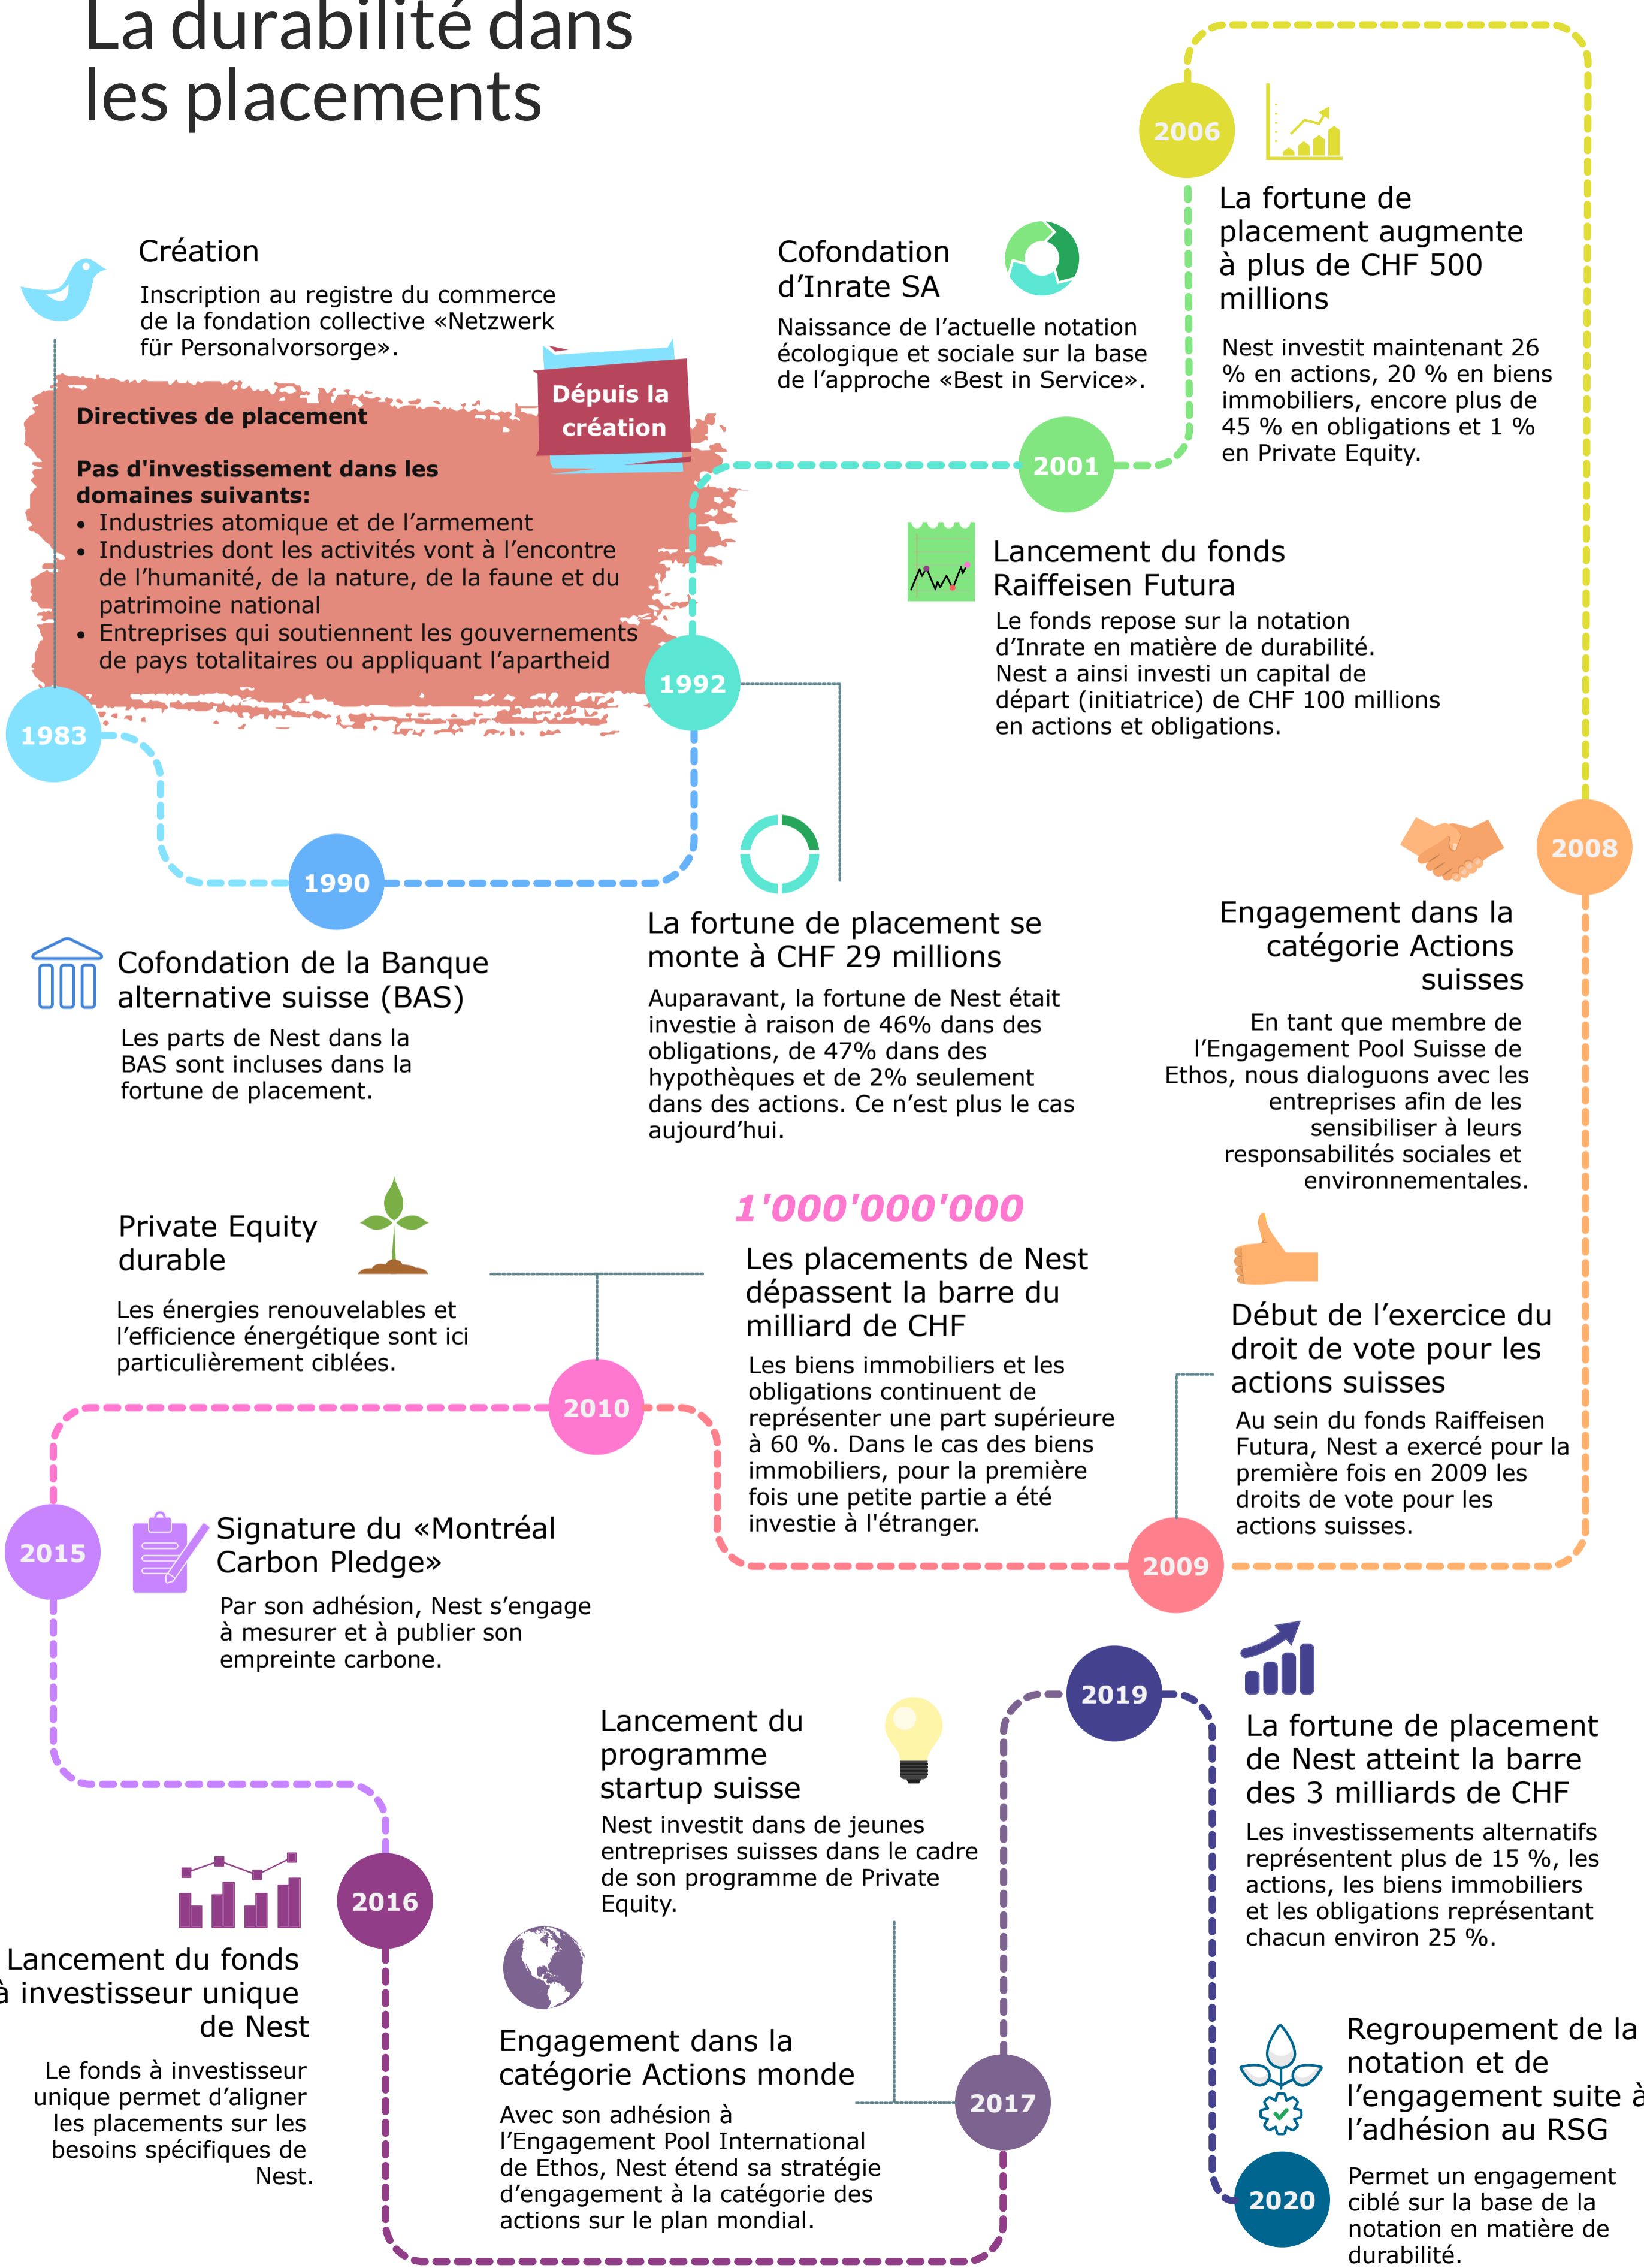 La durabilité dans
les placements
Création
Inscription au registre du commerce
de la fondation collective «Netzwerk
für Personalvorsorge».
Dépuis la
création
Directives de placement
Pas d'investissement dans les
domaines suivants:
• Industries atomique et de l’armement
• Industries dont les activités vont à l’encontre
de l’humanité, de la nature, de la faune et du
patrimoine national
• Entreprises qui soutiennent les gouvernements
de pays totalitaires ou appliquant l’apartheid
1983
1990
Cofondation de la Banque
alternative suisse (BAS)
Les parts de Nest dans la
BAS sont incluses dans la
fortune de placement.
1992
La fortune de placement se
monte à CHF 29 millions
Auparavant, la fortune de Nest était
investie à raison de 46% dans des
obligations, de 47% dans des
hypothèques et de 2% seulement
dans des actions. Ce n’est plus le cas
aujourd’hui.
Cofondation
d’Inrate SA
Naissance de l’actuelle notation
écologique et sociale sur la base
de l’approche «Best in Service».
2001
Lancement du fonds
Raiffeisen Futura
Le fonds repose sur la notation
d’Inrate en matière de durabilité.
Nest a ainsi investi un capital de
départ (initiatrice) de CHF 100 millions
en actions et obligations.
2006
La fortune de
placement augmente
à plus de CHF 500
millions
Nest investit maintenant 26
% en actions, 20 % en biens
immobiliers, encore plus de
45 % en obligations et 1 %
en Private Equity.
2008
Engagement dans la
catégorie Actions
suisses
En tant que membre de
l’Engagement Pool Suisse de
Ethos, nous dialoguons avec les
entreprises afin de les
sensibiliser à leurs
responsabilités sociales et
environnementales.
Début de l’exercice du
droit de vote pour les
actions suisses
Au sein du fonds Raiffeisen
Futura, Nest a exercé pour la
première fois en 2009 les
droits de vote pour les
actions suisses.
2009
1'000'000'000
Les placements de Nest
dépassent la barre du
milliard de CHF
Les biens immobiliers et les
obligations continuent de
représenter une part supérieure
à 60 %. Dans le cas des biens
immobiliers, pour la première
fois une petite partie a été
investie à l'étranger.
Private Equity
durable
Les énergies renouvelables et
l’efficience énergétique sont ici
particulièrement ciblées.
2010
2015
Signature du «Montréal
Carbon Pledge»
Par son adhésion, Nest s’engage
à mesurer et à publier son
empreinte carbone.
2016
Lancement du fonds
à investisseur unique
de Nest
Le fonds à investisseur
unique permet d’aligner
les placements sur les
besoins spécifiques de
Nest.
Lancement du
programme
startup suisse
Nest investit dans de jeunes
entreprises suisses dans le cadre
de son programme de Private
Equity.
Engagement dans la
catégorie Actions monde
Avec son adhésion à
l’Engagement Pool International
de Ethos, Nest étend sa stratégie
d’engagement à la catégorie des
actions sur le plan mondial.
2017
2019
La fortune de placement
de Nest atteint la barre
des 3 milliards de CHF
Les investissements alternatifs
représentent plus de 15 %, les
actions, les biens immobiliers
et les obligations représentant
chacun environ 25 %.
Regroupement de la
notation et de
l’engagement suite à
l’adhésion au RSG
2020
Permet un engagement
ciblé sur la base de la
notation en matière de
durabilité.